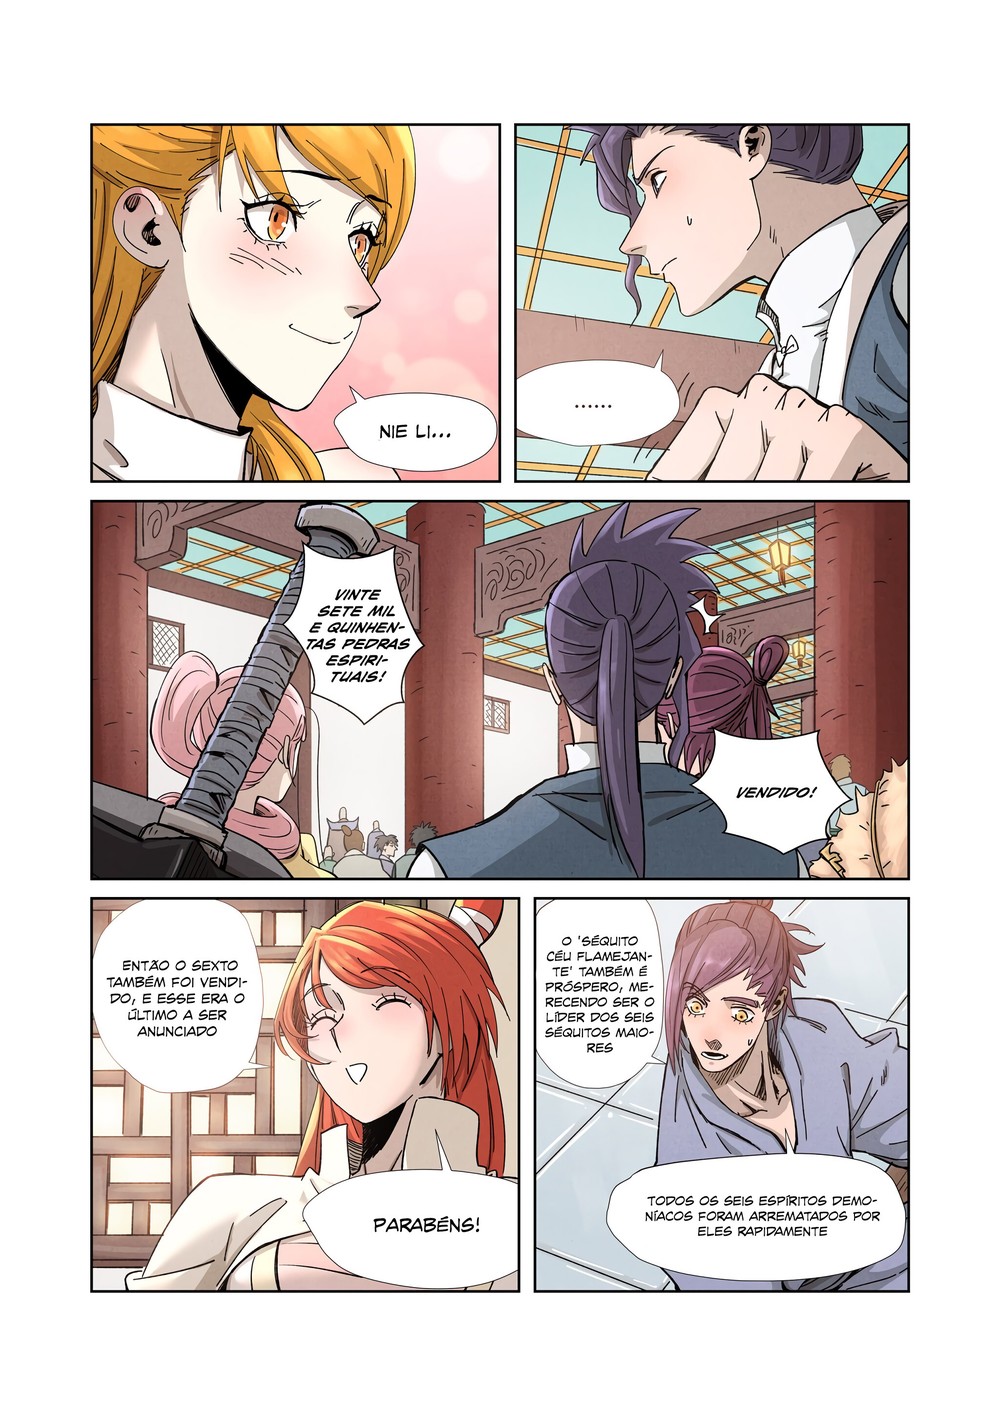 NIE LI...
......
VINTE
SETE MIL
E QUINHEN-
TAS PEDRAS
ESPIRI-
TUAIS!
VENDIDO!
ENTÃO O SEXTO
TAMBÉM FOI VENDI-
DO, E ESSE ERA O
ÚLTIMO A SER
ANUNCIADO
PARABÉNS!
O 'SÉQUITO
CÉU FLAMEJAN-
TE' TAMBÉM É
PRÓSPERO, ME-
RECENDO SER O
LÍDER DOS SEIS
SÉQUITOS MAIO-
RES
TODOS OS SEIS ESPÍRITOS DEMO-
NÍACOS FORAM ARREMATADOS POR
ELES RAPIDAMENTE